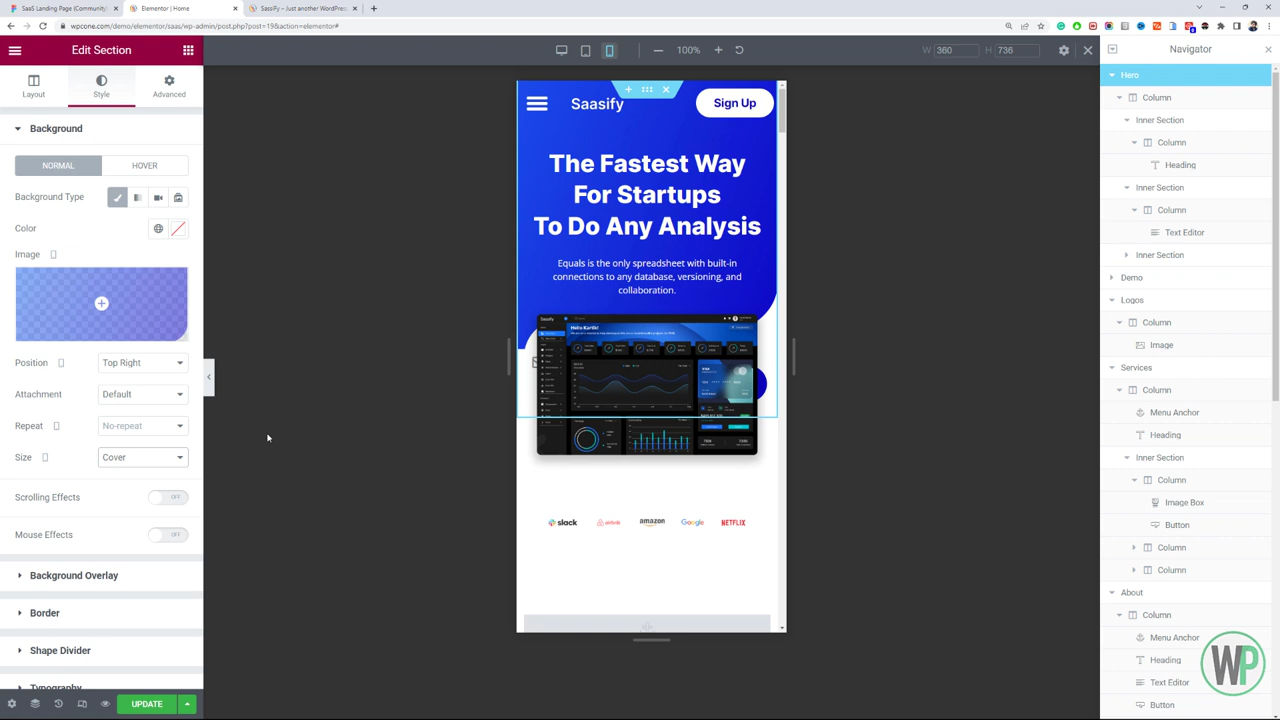 SaaS Landing Page (Community)
Elementor | Home
SassiFy – Just another WordPress
wpcone.com/demo/elementor/saas/wp-admin/post.php?post=19&action=elementor#
Edit Section
100%
W 360
H 736
Navigator
Layout
Style
Advanced
Background
NORMAL
HOVER
Background Type
Color
Image
Position
Top Right
Attachment
Default
Repeat
No-repeat
Size
Cover
Scrolling Effects
OFF
Mouse Effects
OFF
Background Overlay
Border
Shape Divider
Typography
UPDATE
Saasify
Sign Up
The Fastest Way
For Startups
To Do Any Analysis
Equals is the only spreadsheet with built-in
connections to any database, versioning, and
collaboration.
Saasify
Hello Kartik!
VISA
slack
airbnb
amazon
Google
NETFLIX
Hero
Column
Inner Section
Column
Heading
Inner Section
Column
Text Editor
Inner Section
Demo
Logos
Column
Image
Services
Column
Menu Anchor
Heading
Inner Section
Column
Image Box
Button
Column
Column
About
Column
Menu Anchor
Heading
Text Editor
Button
WP